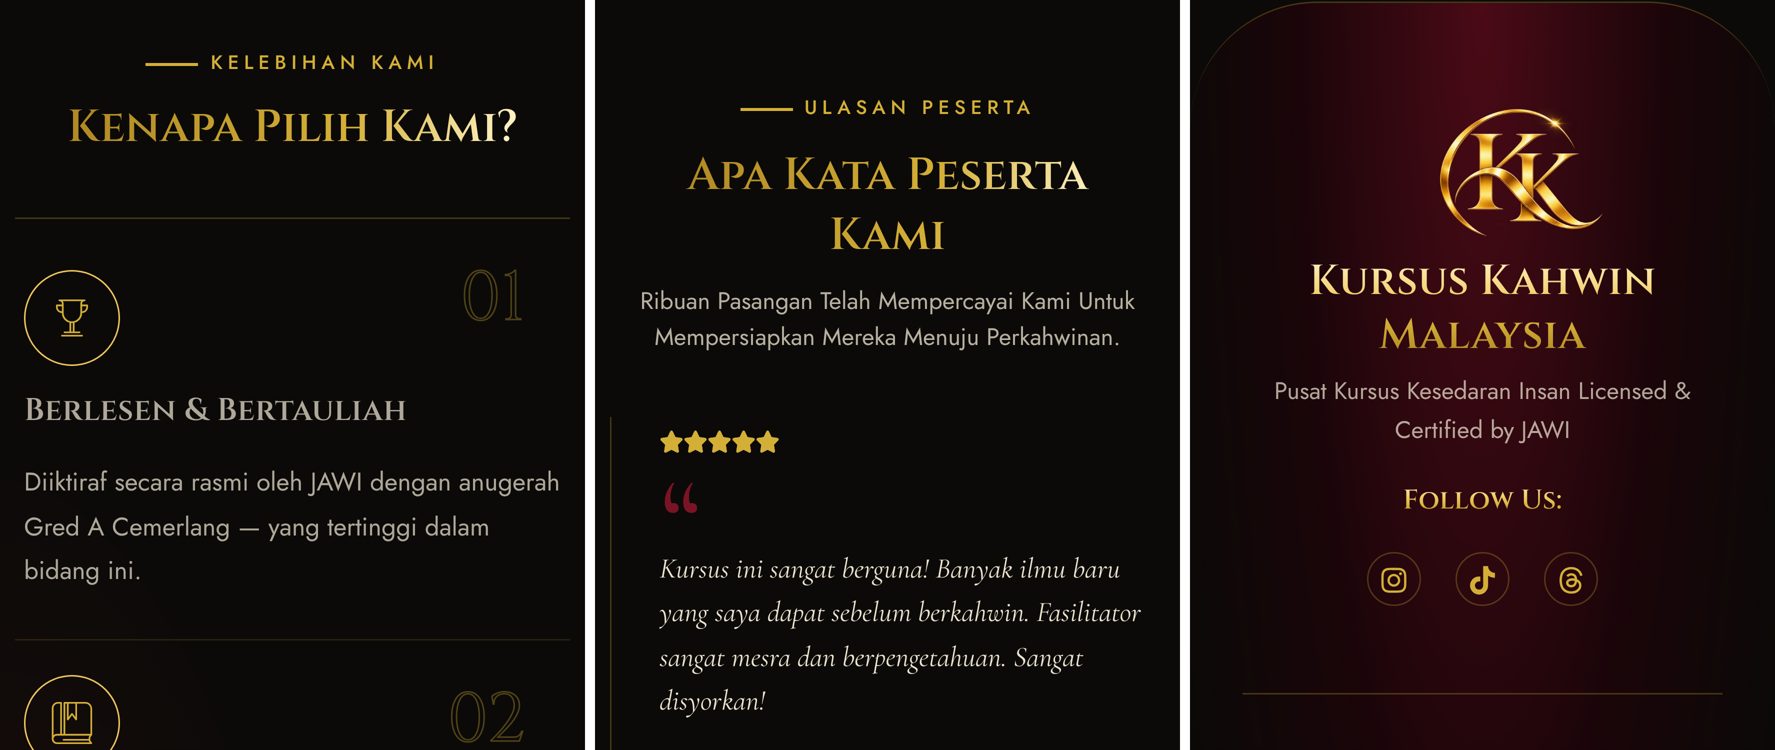 KELEBIHAN KAMI
KENAPA PILIH KAMI?
01
BERLESEN & BERTAULIAH
Diiktiraf secara rasmi oleh JAWI dengan anugerah
Gred A Cemerlang — yang tertinggi dalam
bidang ini.
02
ULASAN PESERTA
APA KATA PESERTA
KAMI
Ribuan Pasangan Telah Mempercayai Kami Untuk
Mempersiapkan Mereka Menuju Perkahwinan.
“
Kursus ini sangat berguna! Banyak ilmu baru
yang saya dapat sebelum berkahwin. Fasilitator
sangat mesra dan berpengetahuan. Sangat
disyorkan!
KK
KURSUS KAHWIN
MALAYSIA
Pusat Kursus Kesedaran Insan Licensed &
Certified by JAWI
FOLLOW US: